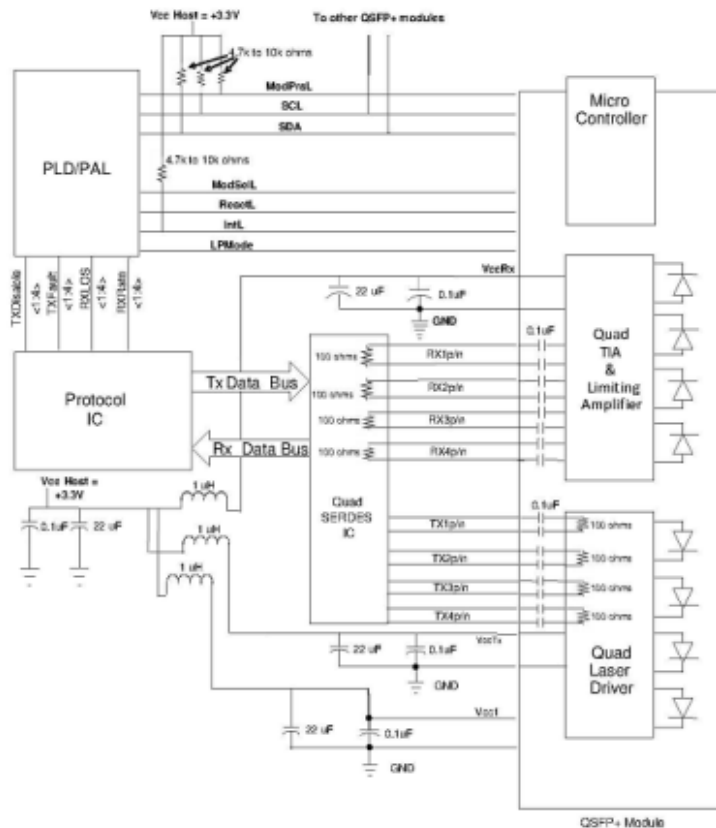 Vcc Host = +3.3V
To other QSFP+ modules
4.7k to 10k ohms
ModPrsL
SCL
SDA
Micro
Controller
PLD/PAL
4.7k to 10k ohms
ModSelL
ResetL
IntL
LPMode
TXDisable
<1:4>
TXFault
<1:4>
RXLOS
<1:4>
RXRate
<1:4>
VccRx
22 uF
0.1uF
GND
0.1uF
Quad
TIA
&
Limiting
Amplifier
100 ohms
RX1p/n
100 ohms
RX2p/n
100 ohms
RX3p/n
100 ohms
RX4p/n
Tx Data Bus
Protocol
IC
Rx Data Bus
Vcc Host =
+3.3V
1 uH
0.1uF
22 uF
1 uH
1 uH
Quad
SERDES
IC
0.1uF
TX1p/n
100 ohms
TX2p/n
100 ohms
TX3p/n
100 ohms
TX4p/n
100 ohms
VccTx
22 uF
0.1uF
GND
Quad
Laser
Driver
Vcc1
22 uF
0.1uF
GND
QSFP+ Module